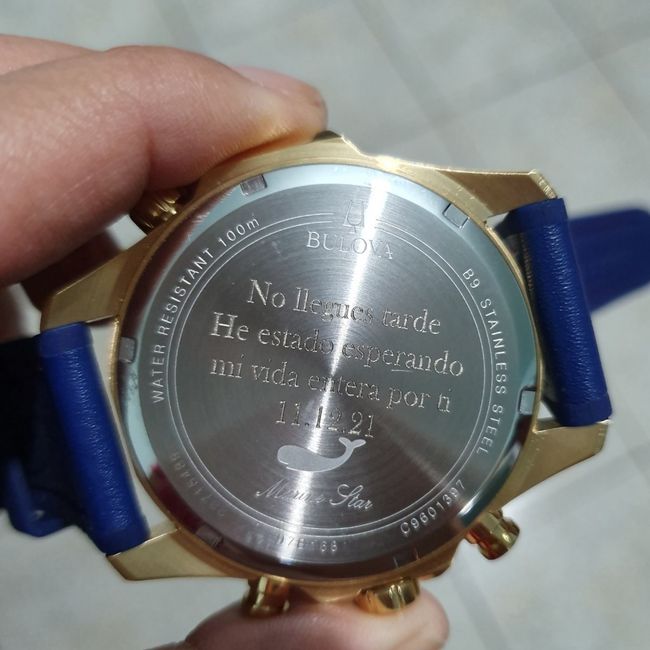 BULOVA
WATER RESISTANT 100m
B9 STAINLESS STEEL
No llegues tarde
He estado esperando
mi vida entera por ti
11.12.21
Marine Star
C9601397